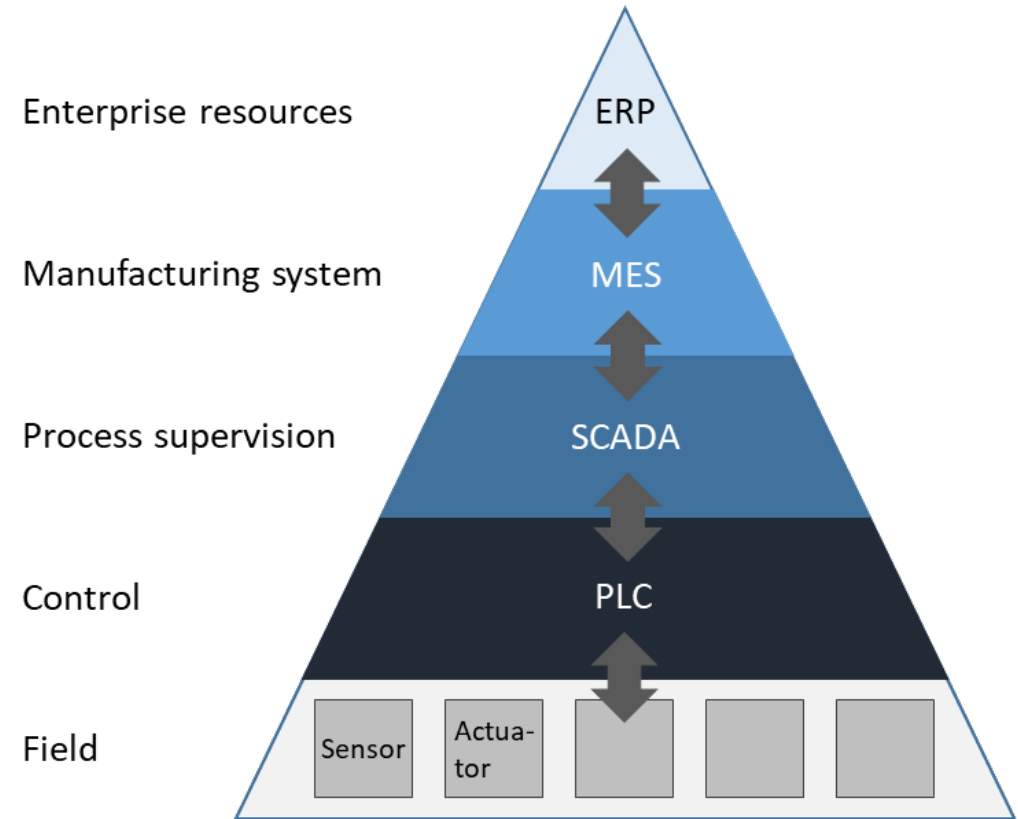 Enterprise resources
ERP
Manufacturing system
MES
Process supervision
SCADA
Control
PLC
Field
Sensor
Actua-
tor